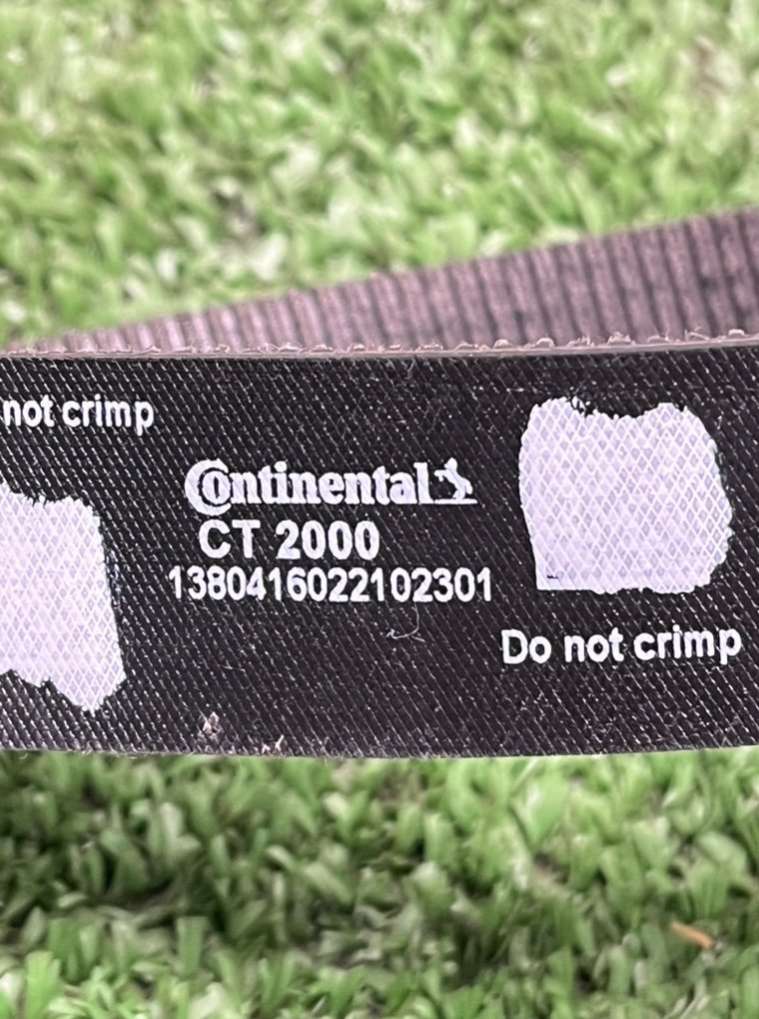 not crimp
Continental
CT 2000
1380416022102301
Do not crimp